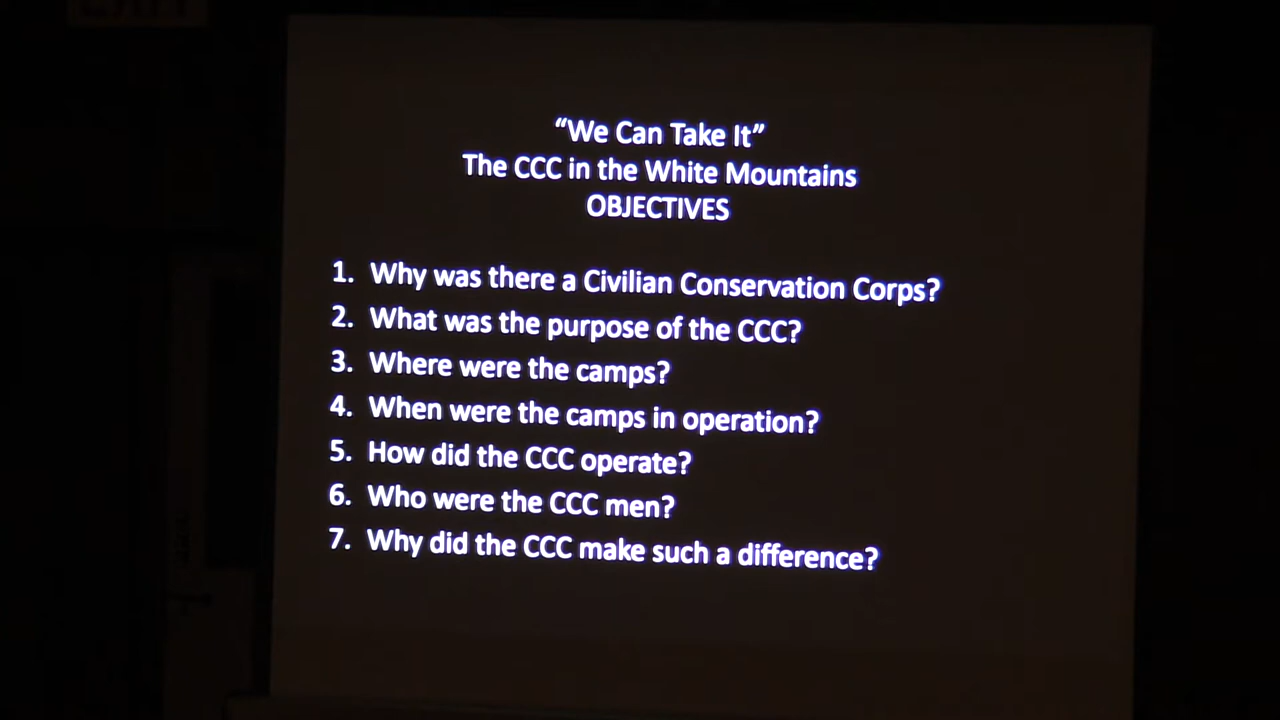 “We Can Take It”
The CCC in the White Mountains
OBJECTIVES
1. Why was there a Civilian Conservation Corps?
2. What was the purpose of the CCC?
3. Where were the camps?
4. When were the camps in operation?
5. How did the CCC operate?
6. Who were the CCC men?
7. Why did the CCC make such a difference?